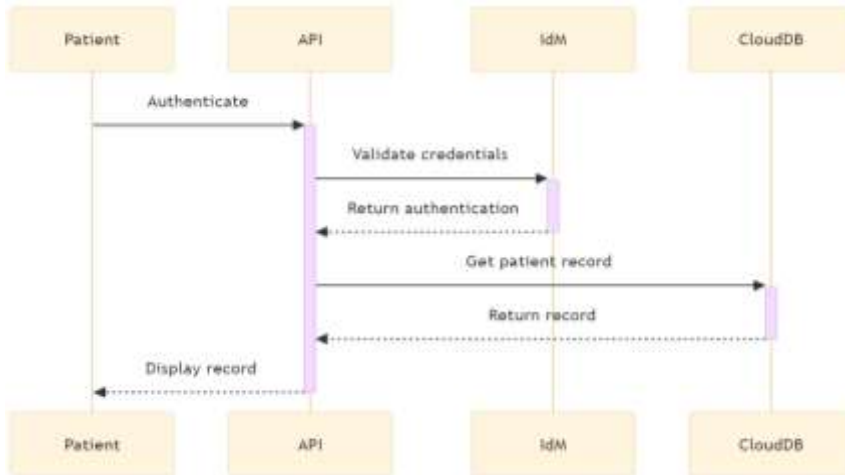 Patient API IdM CloudDB
Authenticate
Validate credentials
Return authentication
Get patient record
Return record
Display record
Patient API IdM CloudDB